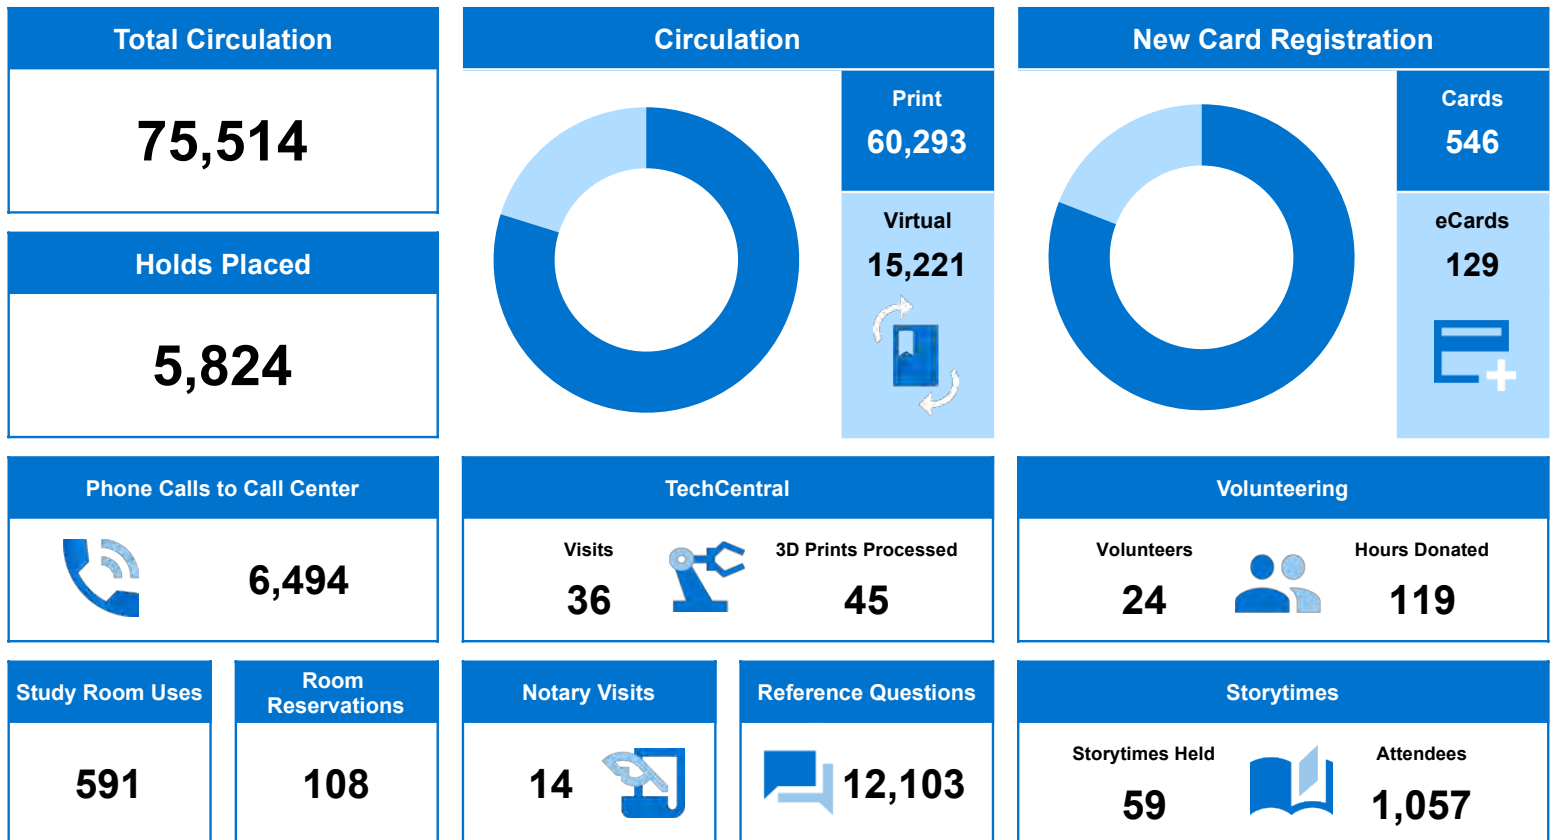 Total Circulation
75,514
Holds Placed
5,824
Circulation
Print
60,293
Virtual
15,221
New Card Registration
Cards
546
eCards
129
Phone Calls to Call Center
6,494
TechCentral
Visits
36
3D Prints Processed
45
Volunteering
Volunteers
24
Hours Donated
119
Study Room Uses
591
Room
Reservations
108
Notary Visits
14
Reference Questions
12,103
Storytimes
Storytimes Held
59
Attendees
1,057